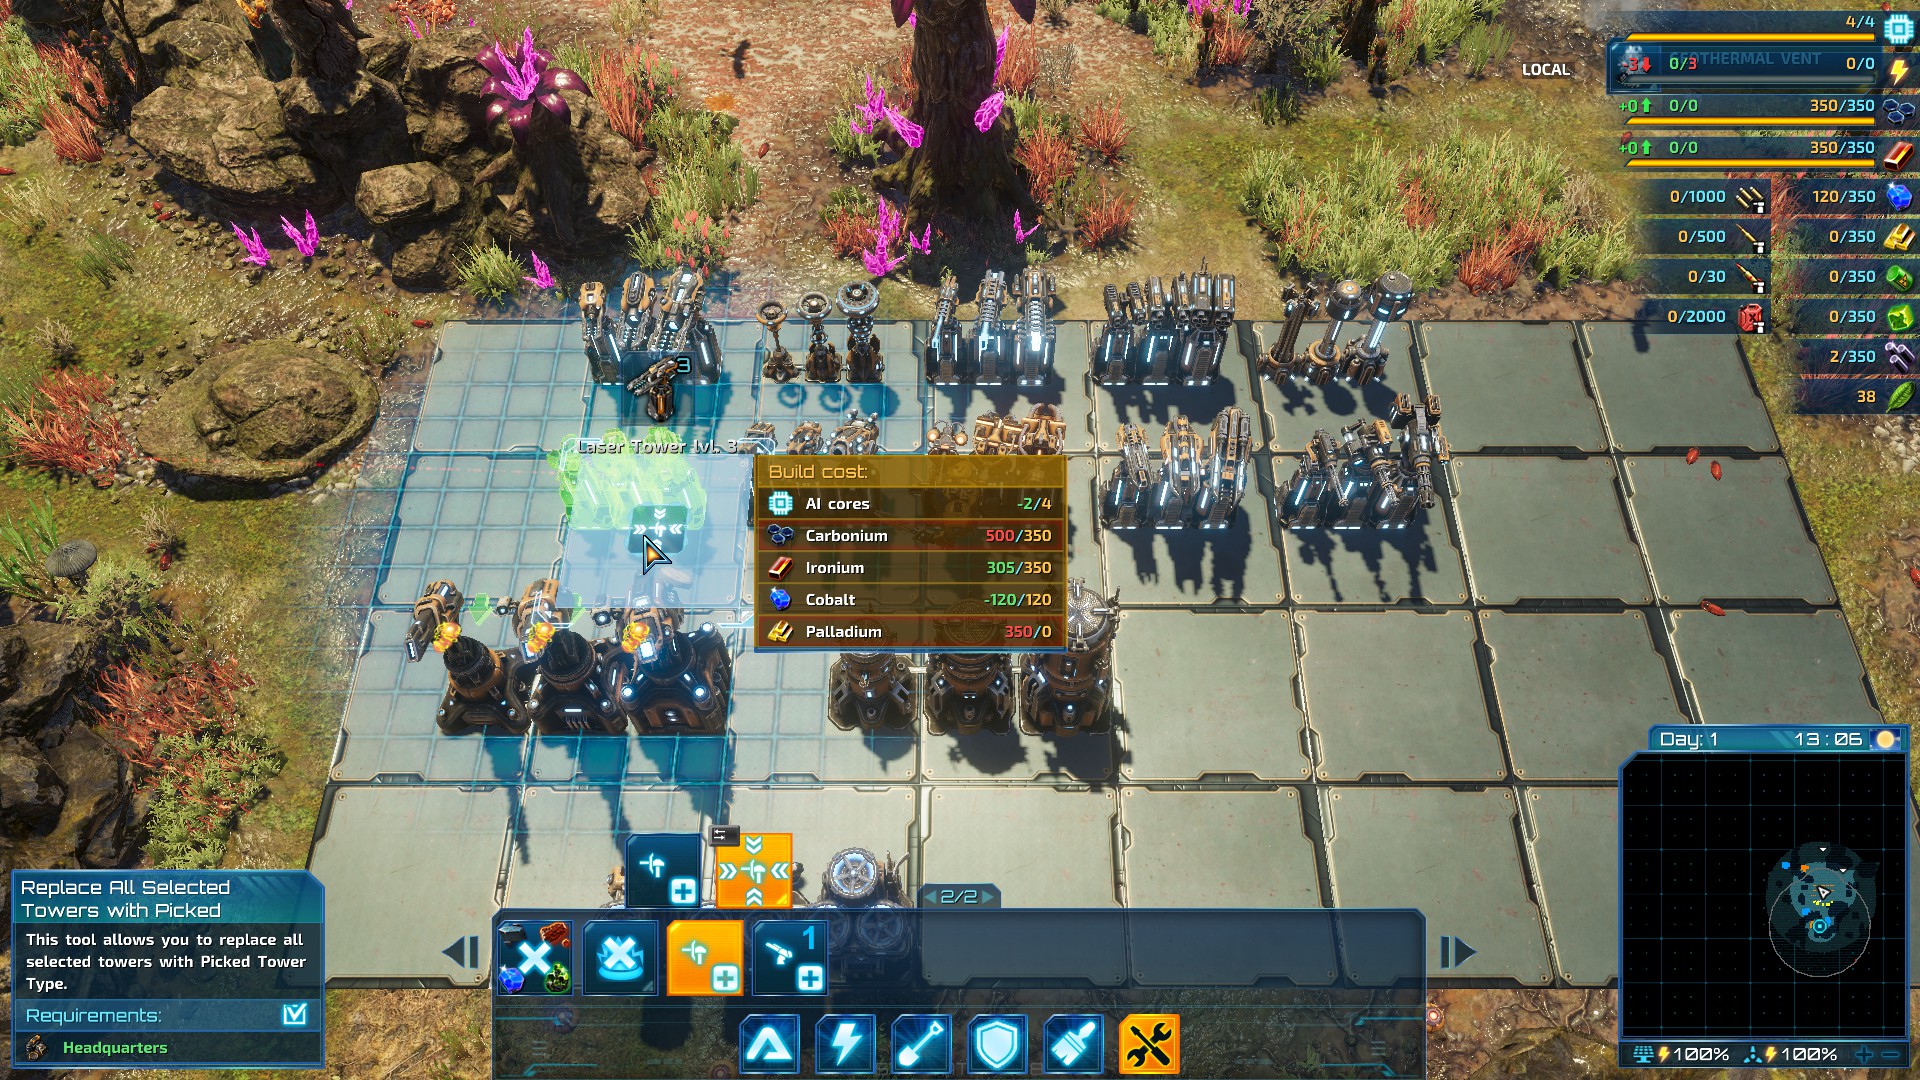 4/4
LOCAL
GEOTHERMAL VENT
-3 0/3 0/0
+0 0/0 350/350
+0 0/0 350/350
0/1000 120/350
0/500 0/350
0/30 0/350
0/2000 0/350
2/350
38
3
Laser Tower lvl. 3
Build cost:
AI cores -2/4
Carbonium 500/350
Ironium 305/350
Cobalt -120/120
Palladium 350/0
Day: 1 13:06
Replace All Selected
Towers with Picked
This tool allows you to replace all
selected towers with Picked Tower
Type.
Requirements:
Headquarters
2/2
1
100% 100%